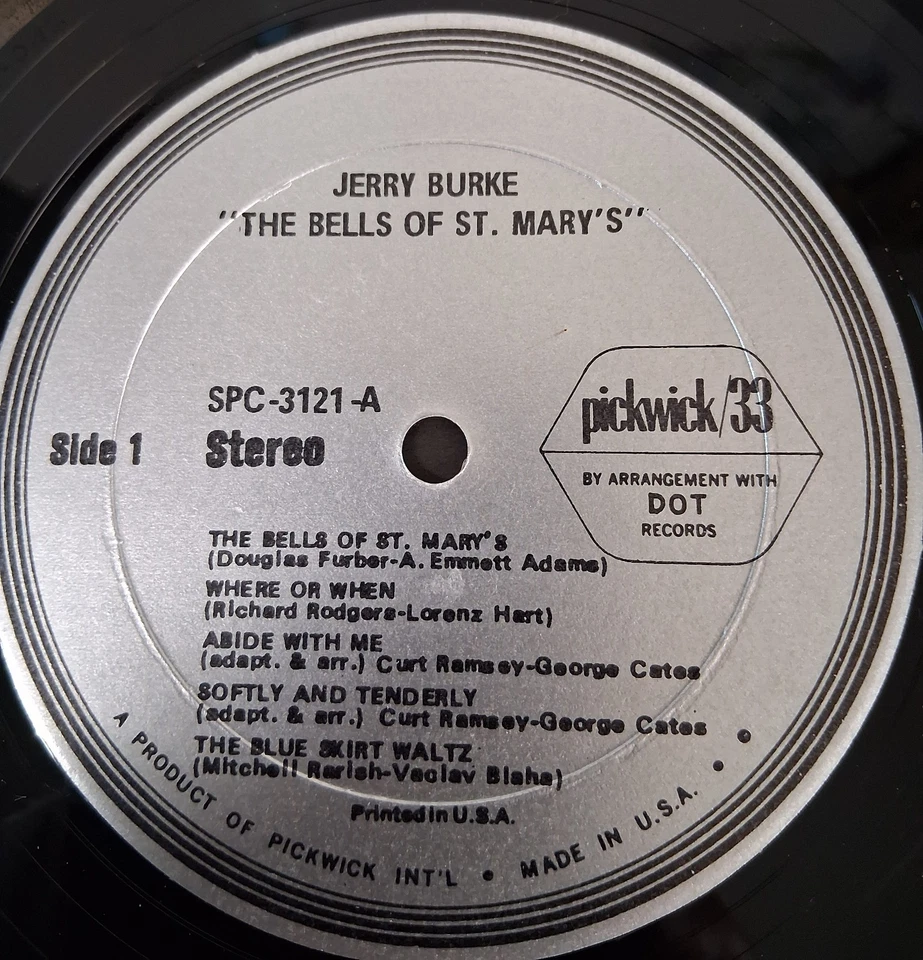 JERRY BURKE
"THE BELLS OF ST. MARY'S"
SPC-3121-A
Side 1
Stereo
pickwick/33
BY ARRANGEMENT WITH
DOT
RECORDS
THE BELLS OF ST. MARY'S
(Douglas Furber-A. Emmett Adams)
WHERE OR WHEN
(Richard Rodgers-Lorenz Hart)
ABIDE WITH ME
(adapt. & arr.) Curt Ramsey-George Cates
SOFTLY AND TENDERLY
(adapt. & arr.) Curt Ramsey-George Cates
THE BLUE SKIRT WALTZ
(Mitchell Parish-Vaclav Blaha)
Printed in U.S.A.
A PRODUCT OF PICKWICK INT'L • MADE IN U.S.A. • •